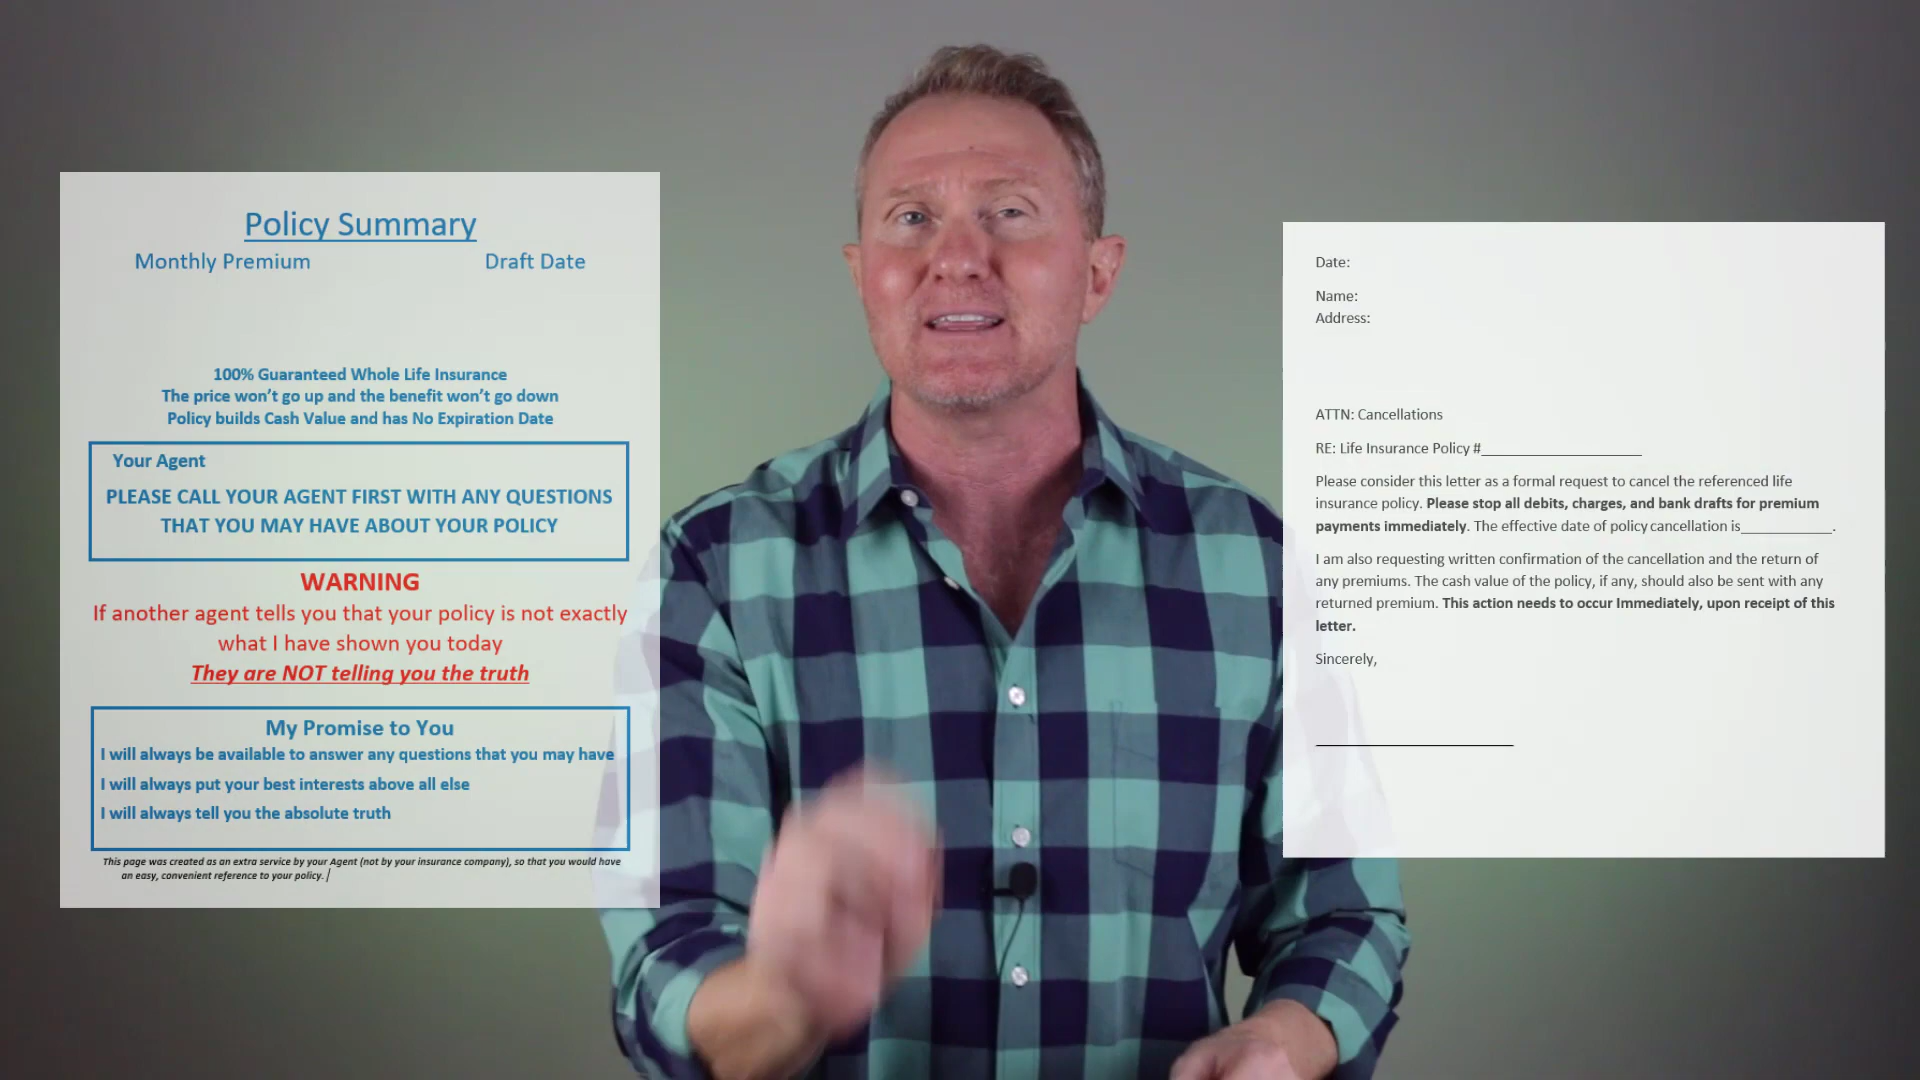 Policy Summary
Monthly Premium Draft Date
100% Guaranteed Whole Life Insurance
The price won't go up and the benefit won't go down
Policy builds Cash Value and has No Expiration Date
Your Agent
PLEASE CALL YOUR AGENT FIRST WITH ANY QUESTIONS
THAT YOU MAY HAVE ABOUT YOUR POLICY
WARNING
If another agent tells you that your policy is not exactly
what I have shown you today
They are NOT telling you the truth
My Promise to You
I will always be available to answer any questions that you may have
I will always put your best interests above all else
I will always tell you the absolute truth
This page was created as an extra service by your Agent (not by your insurance company), so that you would have
an easy, convenient reference to your policy.
Date:
Name:
Address:
ATTN: Cancellations
RE: Life Insurance Policy #____________________
Please consider this letter as a formal request to cancel the referenced life
insurance policy. Please stop all debits, charges, and bank drafts for premium
payments immediately. The effective date of policy cancellation is___________.
I am also requesting written confirmation of the cancellation and the return of
any premiums. The cash value of the policy, if any, should also be sent with any
returned premium. This action needs to occur Immediately, upon receipt of this
letter.
Sincerely,